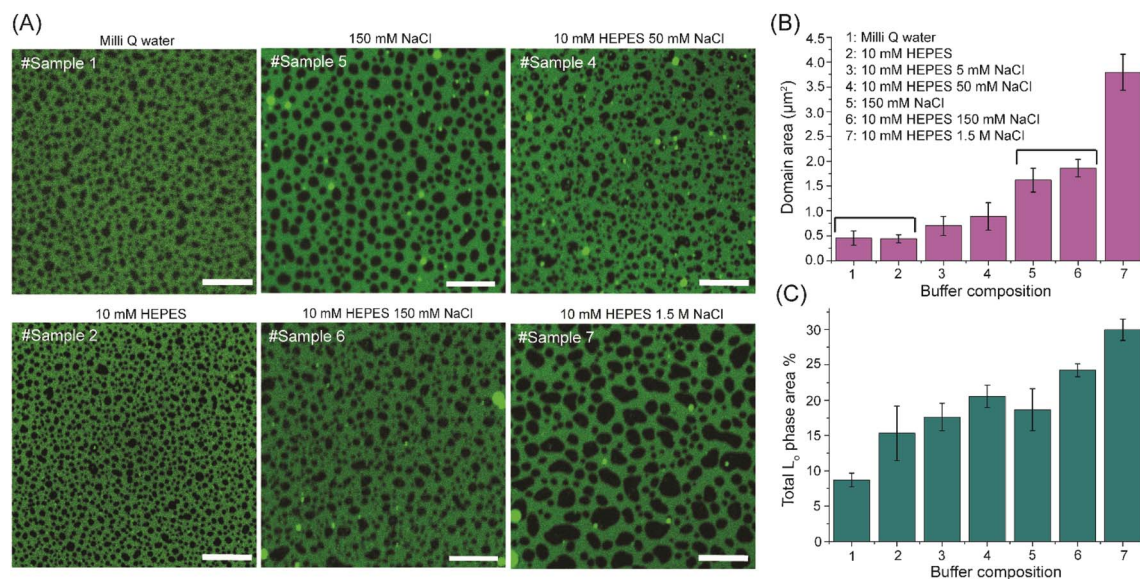 (A)
Milli Q water
150 mM NaCl
10 mM HEPES 50 mM NaCl
#Sample 1
#Sample 5
#Sample 4
10 mM HEPES
10 mM HEPES 150 mM NaCl
10 mM HEPES 1.5 M NaCl
#Sample 2
#Sample 6
#Sample 7
(B)
1: Milli Q water
2: 10 mM HEPES
3: 10 mM HEPES 5 mM NaCl
4: 10 mM HEPES 50 mM NaCl
5: 150 mM NaCl
6: 10 mM HEPES 150 mM NaCl
7: 10 mM HEPES 1.5 M NaCl
Domain area (µm²)
4.5
4.0
3.5
3.0
2.5
2.0
1.5
1.0
0.5
0.0
1 2 3 4 5 6 7
Buffer composition
(C)
Total Lo phase area %
30
25
20
15
10
5
0
1 2 3 4 5 6 7
Buffer composition